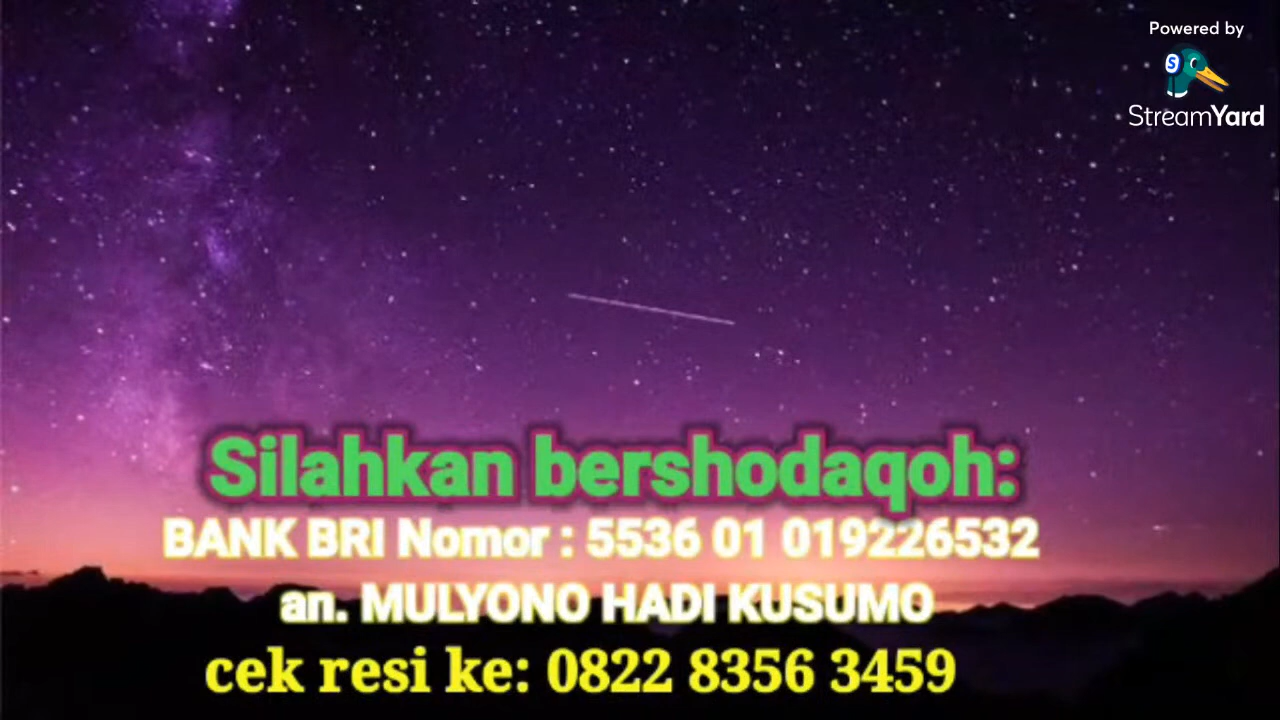 Powered by
StreamYard
Silahkan bershodaqoh:
BANK BRI Nomor : 5536 01 019226532
an. MULYONO HADI KUSUMO
cek resi ke: 0822 8356 3459